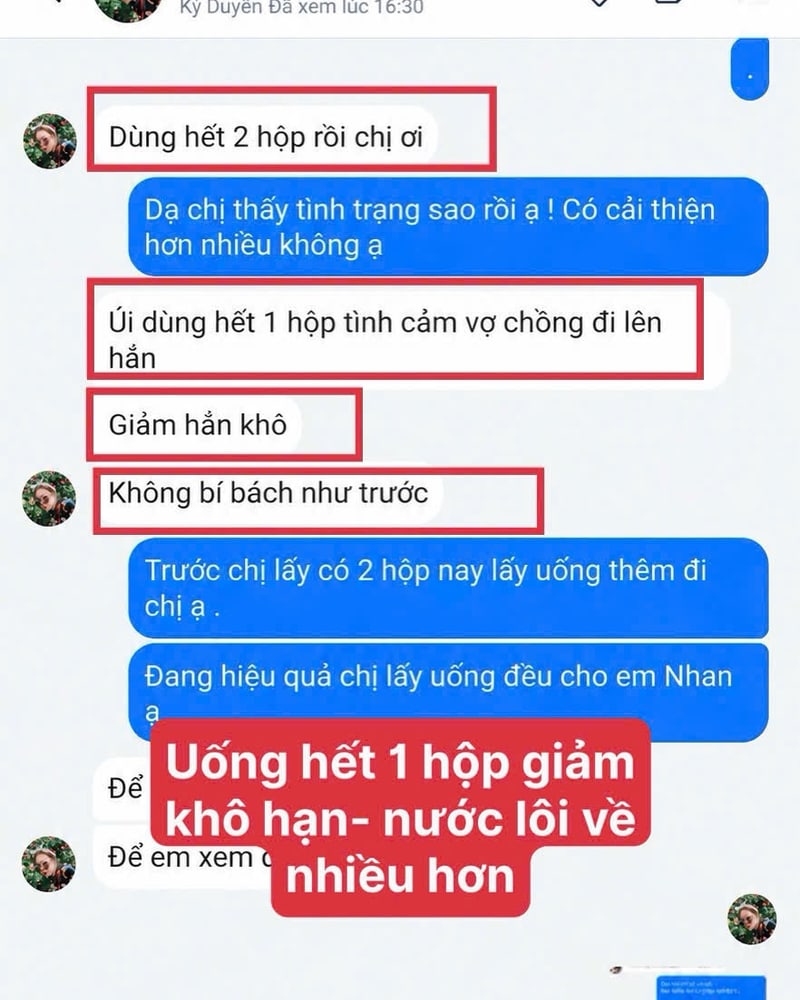 Kỳ Duyên Đã xem lúc 16:30
.
Dùng hết 2 hộp rồi chị ơi
Dạ chị thấy tình trạng sao rồi ạ ! Có cải thiện
hơn nhiều không ạ
Úi dùng hết 1 hộp tình cảm vợ chồng đi lên
hẳn
Giảm hẳn khô
Không bí bách như trước
Trước chị lấy có 2 hộp nay lấy uống thêm đi
chị ạ .
Đang hiệu quả chị lấy uống đều cho em Nhan
ạ
Để
Để em xem
Uống hết 1 hộp giảm
khô hạn- nước lôi về
nhiều hơn